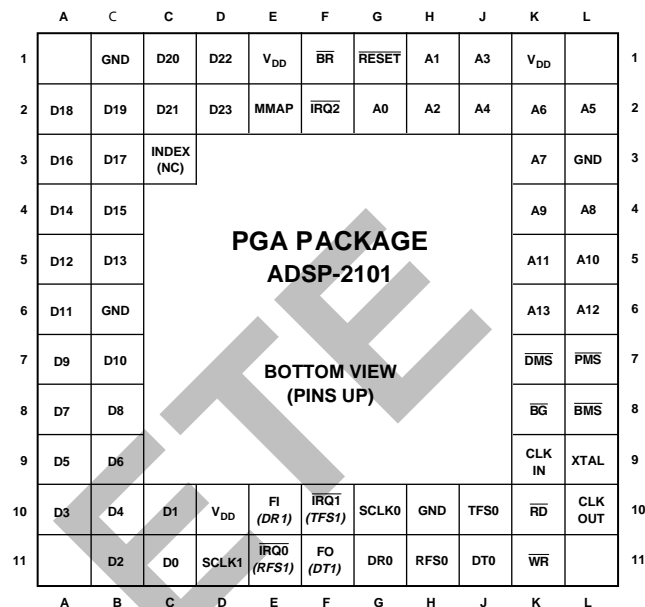 A C C D E F G H J K L
1 GND D20 D22 VDD BR RESET A1 A3 VDD 1
2 D18 D19 D21 D23 MMAP IRQ2 A0 A2 A4 A6 A5 2
3 D16 D17 INDEX (NC) A7 GND 3
4 D14 D15 A9 A8 4
PGA PACKAGE
5 D12 D13 A11 A10 5
ADSP-2101
6 D11 GND A13 A12 6
7 D9 D10 DMS PMS 7
BOTTOM VIEW
(PINS UP)
8 D7 D8 BG BMS 8
9 D5 D6 CLK IN XTAL 9
10 D3 D4 D1 VDD FI (DR1) IRQ1 (TFS1) SCLK0 GND TFS0 RD CLK OUT 10
11 D2 D0 SCLK1 IRQ0 (RFS1) FO (DT1) DR0 RFS0 DT0 WR 11
A B C D E F G H J K L
ETE